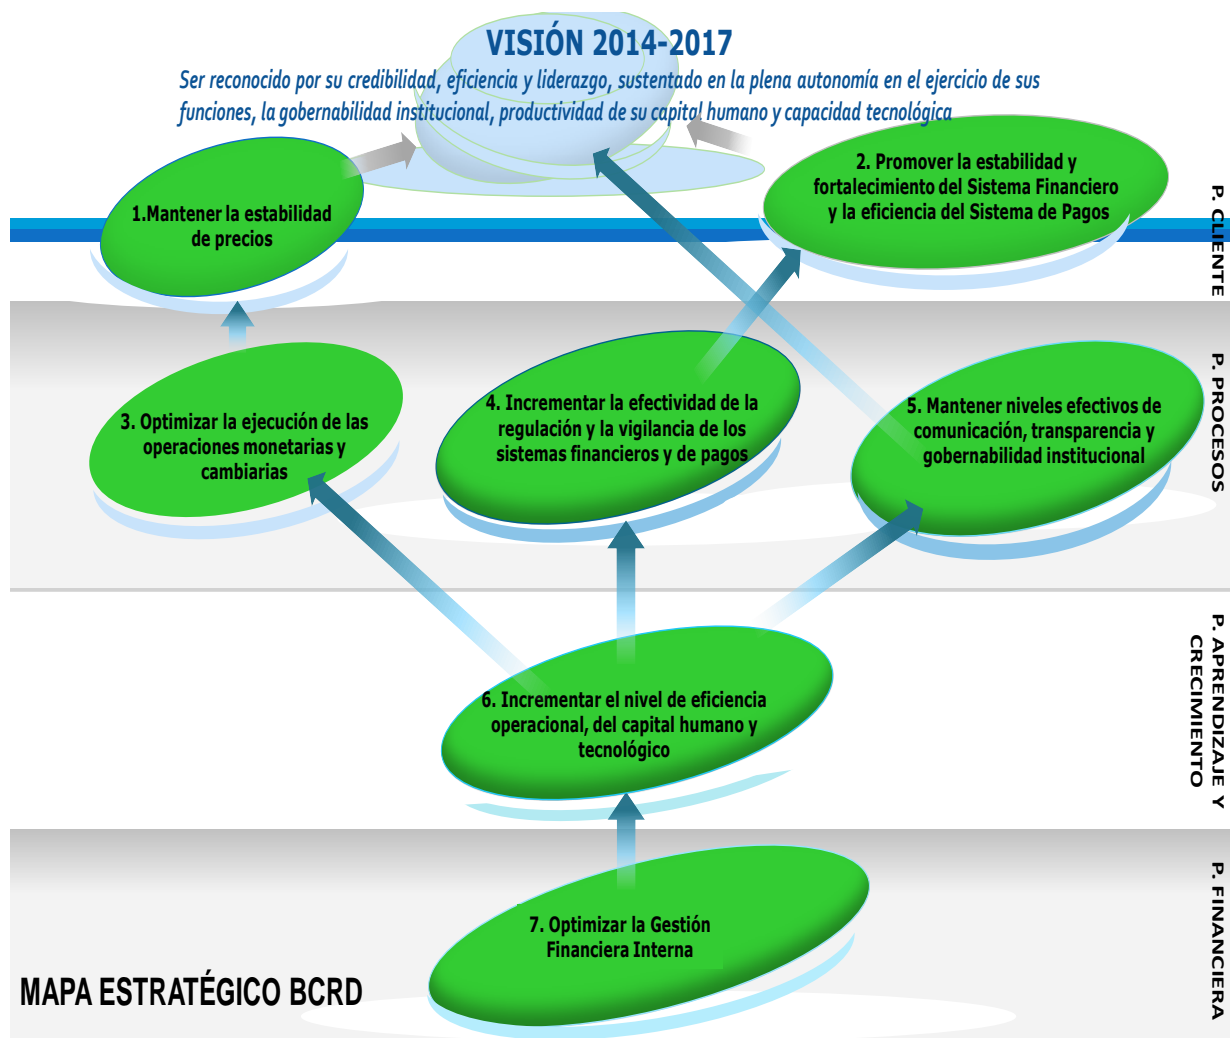 VISIÓN 2014-2017
Ser reconocido por su credibilidad, eficiencia y liderazgo, sustentado en la plena autonomía en el ejercicio de sus
funciones, la gobernabilidad institucional, productividad de su capital humano y capacidad tecnológica
1.Mantener la estabilidad
de precios
2. Promover la estabilidad y
fortalecimiento del Sistema Financiero
y la eficiencia del Sistema de Pagos
P. CLIENTE
3. Optimizar la ejecución de las
operaciones monetarias y
cambiarias
4. Incrementar la efectividad de la
regulación y la vigilancia de los
sistemas financieros y de pagos
5. Mantener niveles efectivos de
comunicación, transparencia y
gobernabilidad institucional
P. PROCESOS
6. Incrementar el nivel de eficiencia
operacional, del capital humano y
tecnológico
P. APRENDIZAJE Y
CRECIMIENTO
7. Optimizar la Gestión
Financiera Interna
P. FINANCIERA
MAPA ESTRATÉGICO BCRD